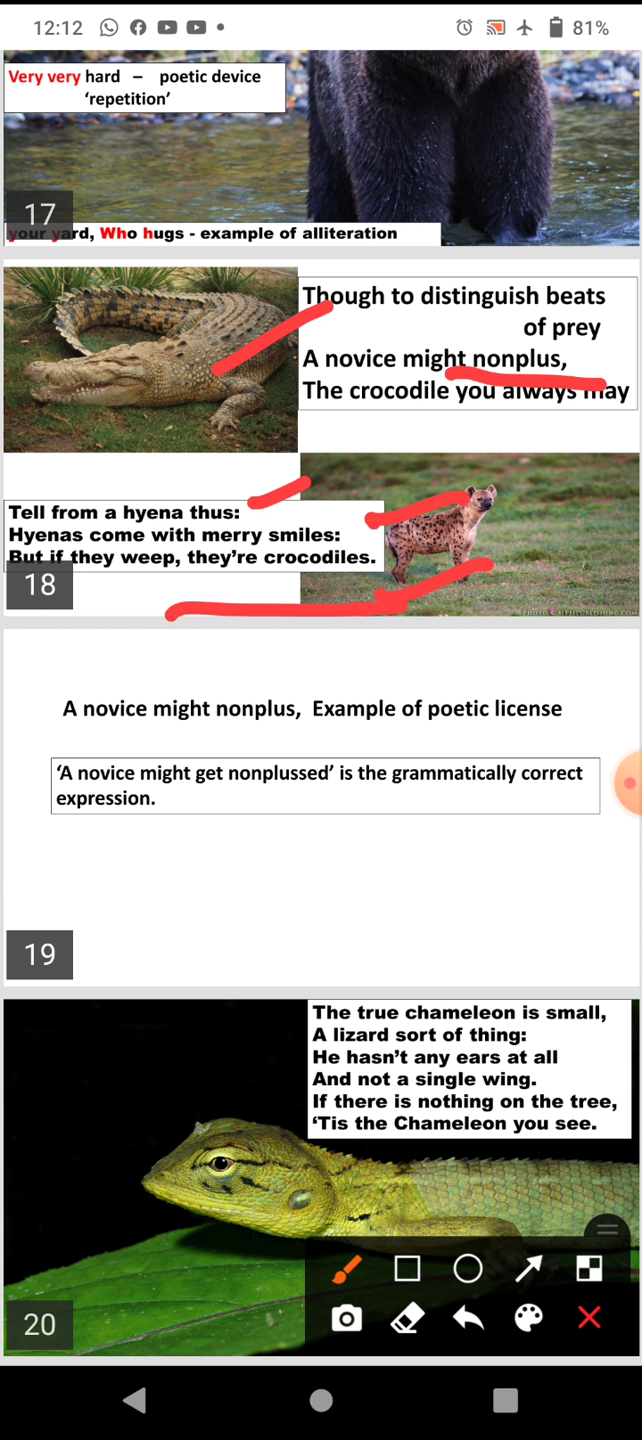 12:12
81%
Very very hard – poetic device
‘repetition’
17
your yard, Who hugs - example of alliteration
Though to distinguish beats
of prey
A novice might nonplus,
The crocodile you always may
Tell from a hyena thus:
Hyenas come with merry smiles:
But if they weep, they’re crocodiles.
18
A novice might nonplus, Example of poetic license
‘A novice might get nonplussed’ is the grammatically correct
expression.
19
The true chameleon is small,
A lizard sort of thing:
He hasn’t any ears at all
And not a single wing.
If there is nothing on the tree,
‘Tis the Chameleon you see.
20